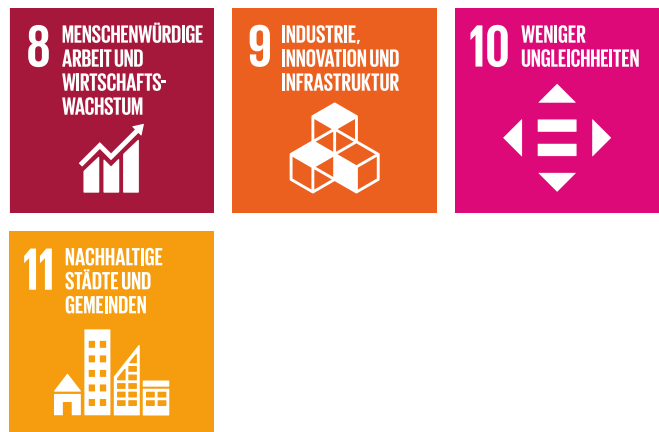 8 MENSCHENWÜRDIGE
ARBEIT UND
WIRTSCHAFTS-
WACHSTUM
9 INDUSTRIE,
INNOVATION UND
INFRASTRUKTUR
10 WENIGER
UNGLEICHHEITEN
11 NACHHALTIGE
STÄDTE UND
GEMEINDEN